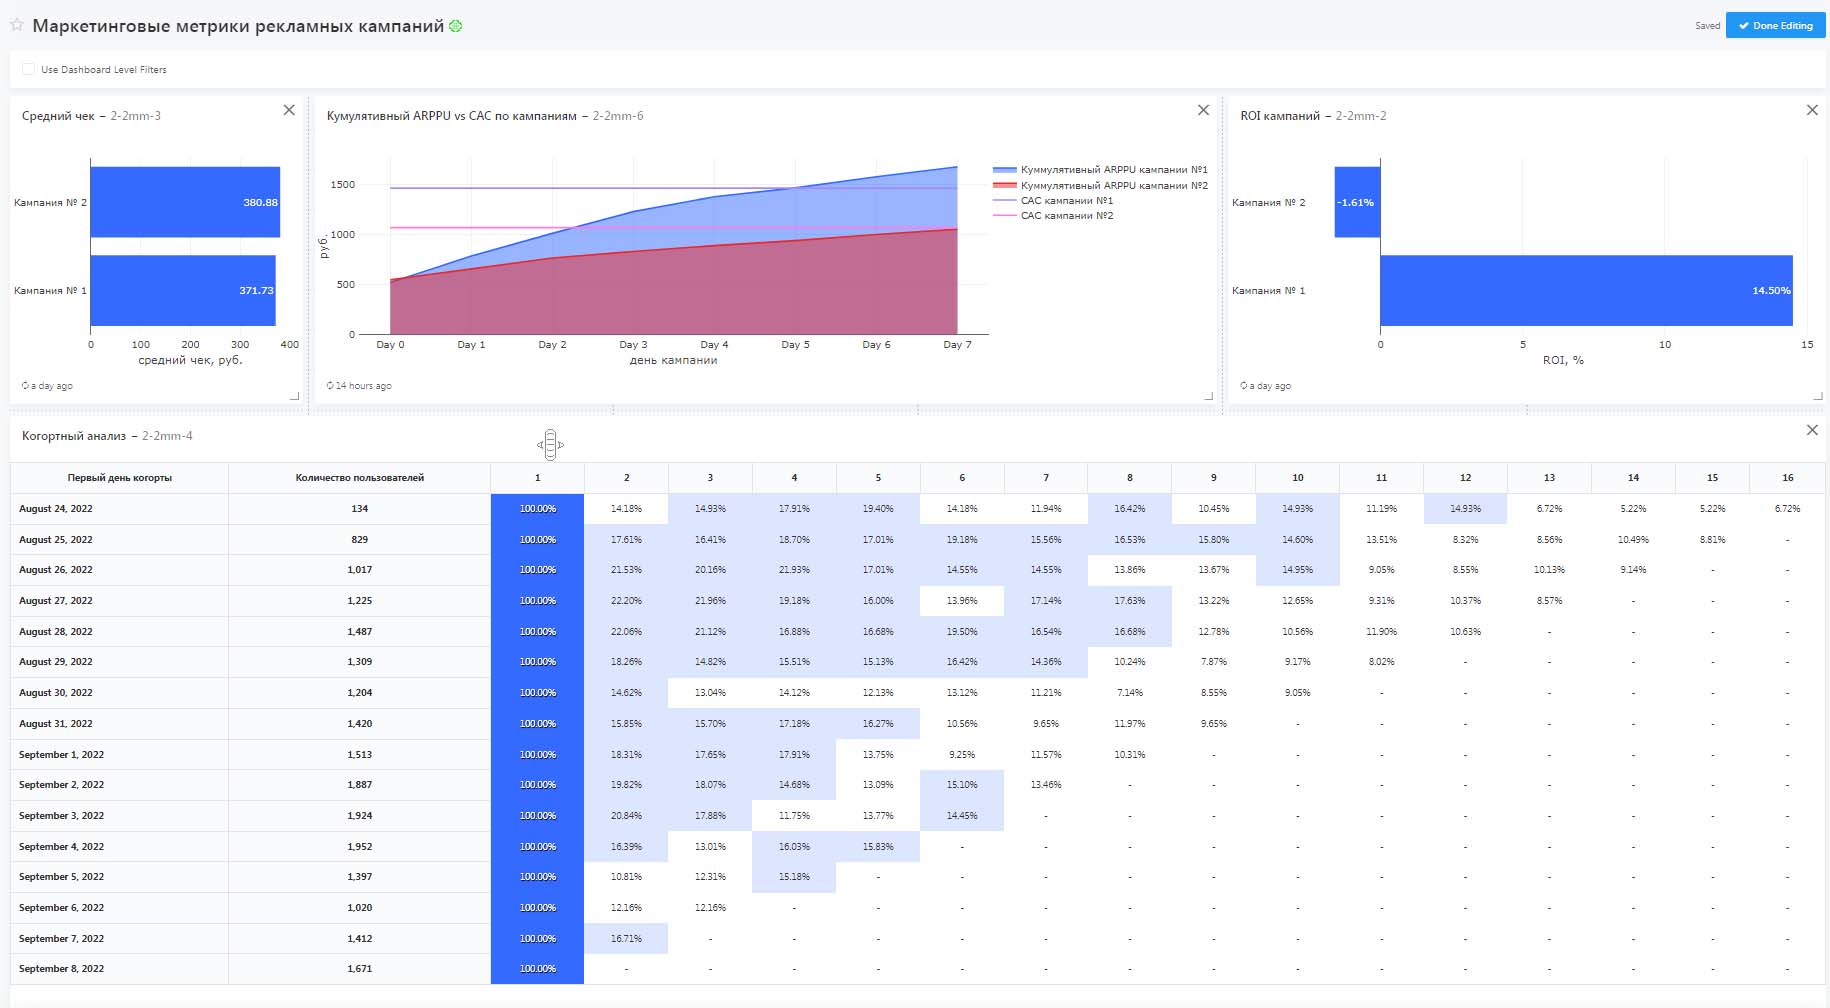 Маркетинговые метрики рекламных кампаний
Saved Done Editing
Use Dashboard Level Filters
Средний чек – 2-2mm-3
Кампания № 2
380.88
Кампания № 1
371.73
0 100 200 300 400
средний чек, руб.
a day ago
Кумулятивный ARPPU vs CAC по кампаниям – 2-2mm-6
1500
1000
500
0
руб.
Day 0 Day 1 Day 2 Day 3 Day 4 Day 5 Day 6 Day 7
день кампании
Куммулятивный ARPPU кампании №1
Куммулятивный ARPPU кампании №2
CAC кампании №1
CAC кампании №2
14 hours ago
ROI кампаний – 2-2mm-2
Кампания № 2
-1.61%
Кампания № 1
14.50%
0 5 10 15
ROI, %
a day ago
Когортный анализ – 2-2mm-4
Первый день когорты Количество пользователей 1 2 3 4 5 6 7 8 9 10 11 12 13 14 15 16
August 24, 2022 134 100.00% 14.18% 14.93% 17.91% 19.40% 14.18% 11.94% 16.42% 10.45% 14.93% 11.19% 14.93% 6.72% 5.22% 5.22% 6.72%
August 25, 2022 829 100.00% 17.61% 16.41% 18.70% 17.01% 19.18% 15.56% 16.53% 15.80% 14.60% 13.51% 8.32% 8.56% 10.49% 8.81% -
August 26, 2022 1,017 100.00% 21.53% 20.16% 21.93% 17.01% 14.55% 14.55% 13.86% 13.67% 14.95% 9.05% 8.55% 10.13% 9.14% - -
August 27, 2022 1,225 100.00% 22.20% 21.96% 19.18% 16.00% 13.96% 17.14% 17.63% 13.22% 12.65% 9.31% 10.37% 8.57% - - -
August 28, 2022 1,487 100.00% 22.06% 21.12% 16.88% 16.68% 19.50% 16.54% 16.68% 12.78% 10.56% 11.90% 10.63% - - - -
August 29, 2022 1,309 100.00% 18.26% 14.82% 15.51% 15.13% 16.42% 14.36% 10.24% 7.87% 9.17% 8.02% - - - - -
August 30, 2022 1,204 100.00% 14.62% 13.04% 14.12% 12.13% 13.12% 11.21% 7.14% 8.55% 9.05% - - - - - -
August 31, 2022 1,420 100.00% 15.85% 15.70% 17.18% 16.27% 10.56% 9.65% 11.97% 9.65% - - - - - - -
September 1, 2022 1,513 100.00% 18.31% 17.65% 17.91% 13.75% 9.25% 11.57% 10.31% - - - - - - - -
September 2, 2022 1,887 100.00% 19.82% 18.07% 14.68% 13.09% 15.10% 13.46% - - - - - - - - -
September 3, 2022 1,924 100.00% 20.84% 17.88% 11.75% 13.77% 14.45% - - - - - - - - - -
September 4, 2022 1,952 100.00% 16.39% 13.01% 16.03% 15.83% - - - - - - - - - - -
September 5, 2022 1,397 100.00% 10.81% 12.31% 15.18% - - - - - - - - - - - -
September 6, 2022 1,020 100.00% 12.16% 12.16% - - - - - - - - - - - - -
September 7, 2022 1,412 100.00% 16.71% - - - - - - - - - - - - - -
September 8, 2022 1,671 100.00% - - - - - - - - - - - - - - -